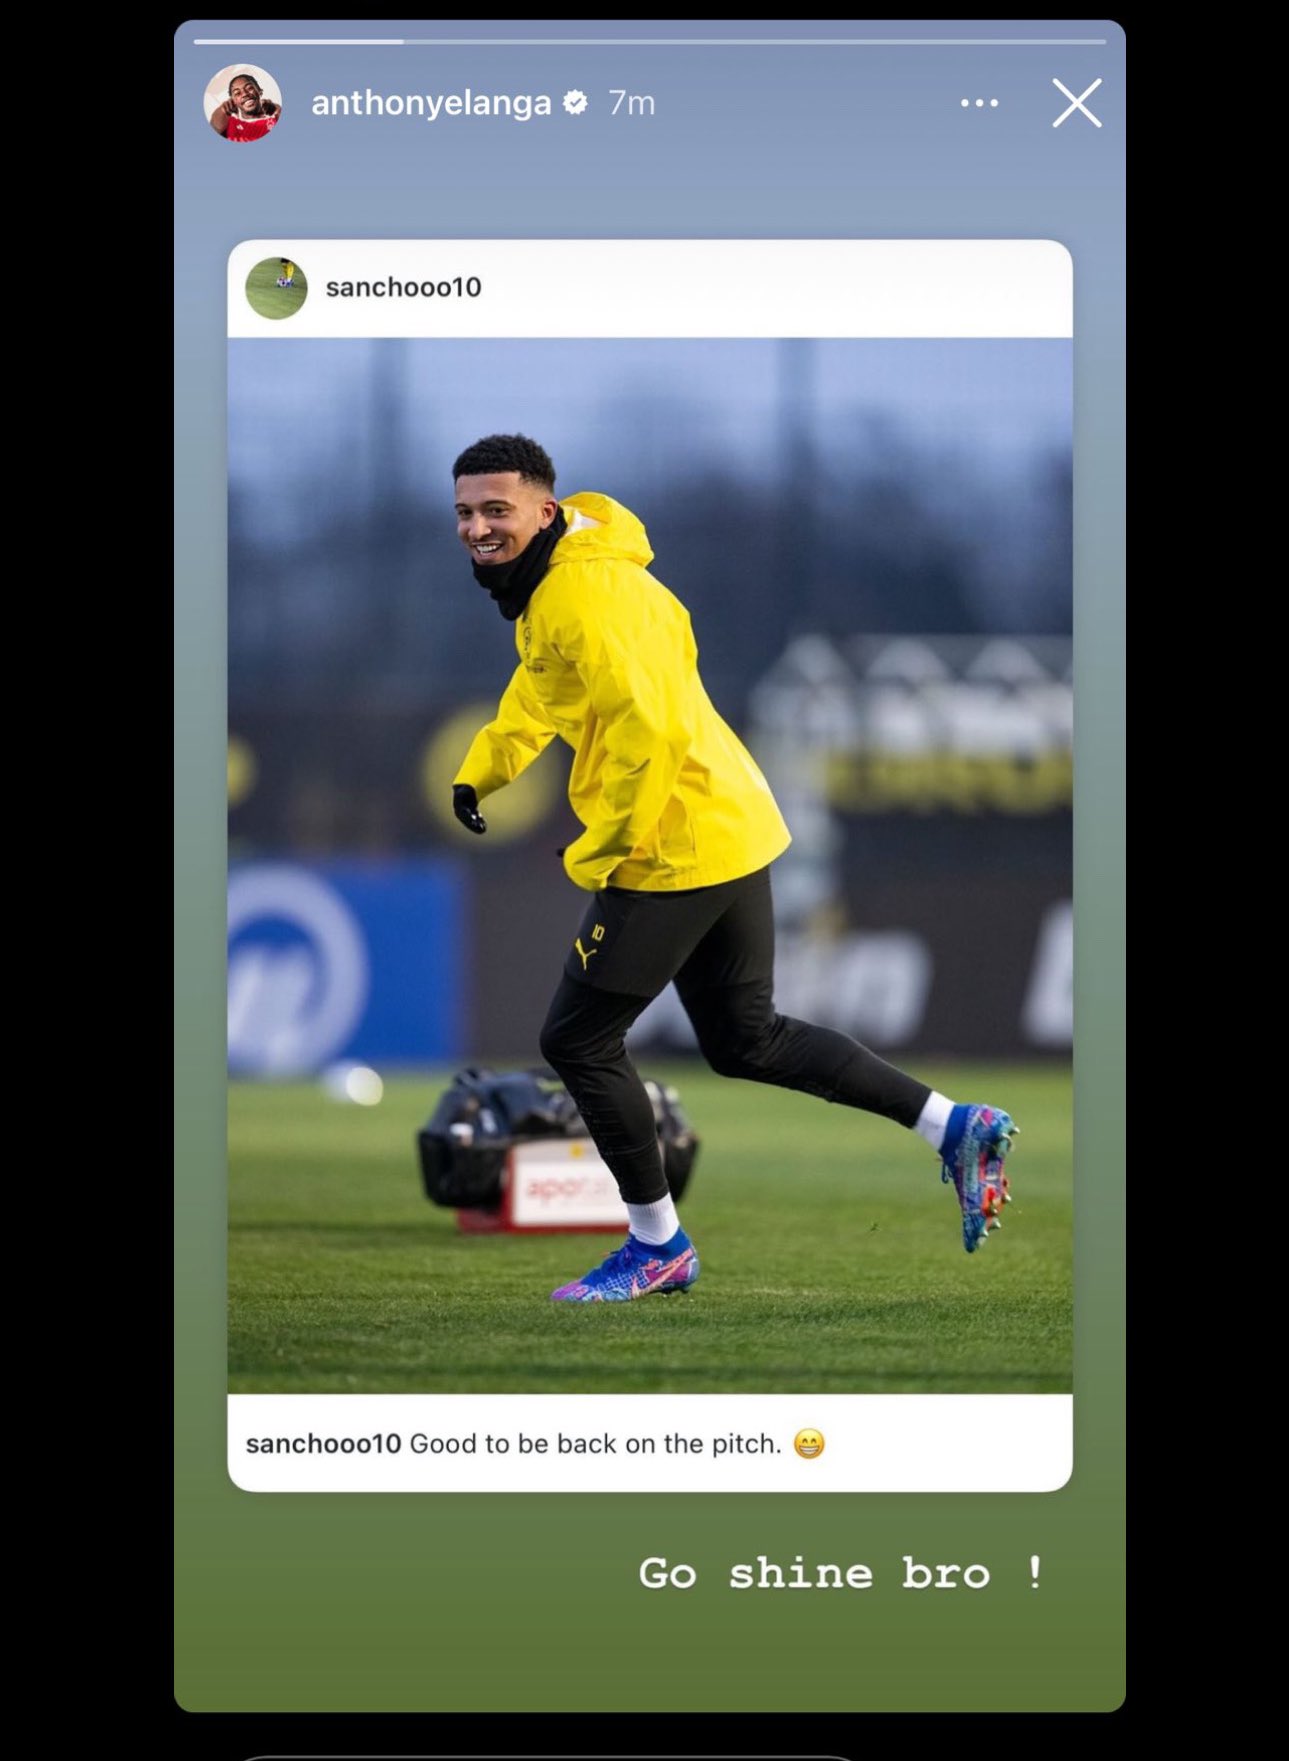 anthonyelanga 7m
sanchooo10
10
sanchooo10 Good to be back on the pitch. 😁
Go shine bro !